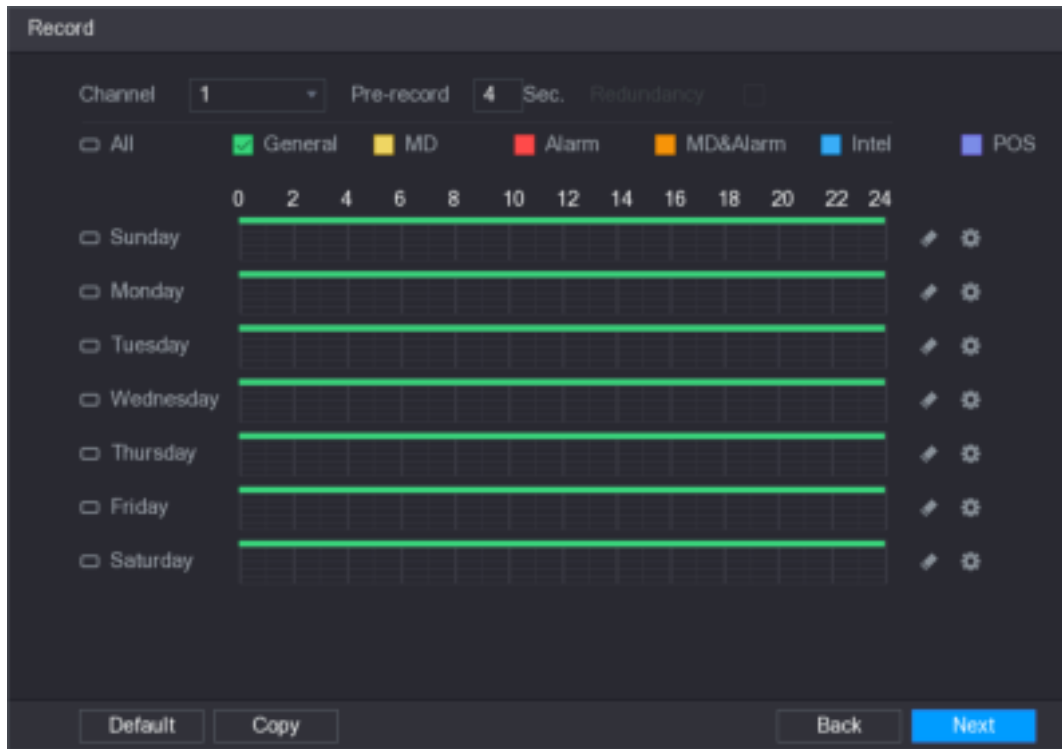 Record
Channel 1 Pre-record 4 Sec. Redundancy
All General MD Alarm MD&Alarm Intel POS
0 2 4 6 8 10 12 14 16 18 20 22 24
Sunday
Monday
Tuesday
Wednesday
Thursday
Friday
Saturday
Default Copy Back Next